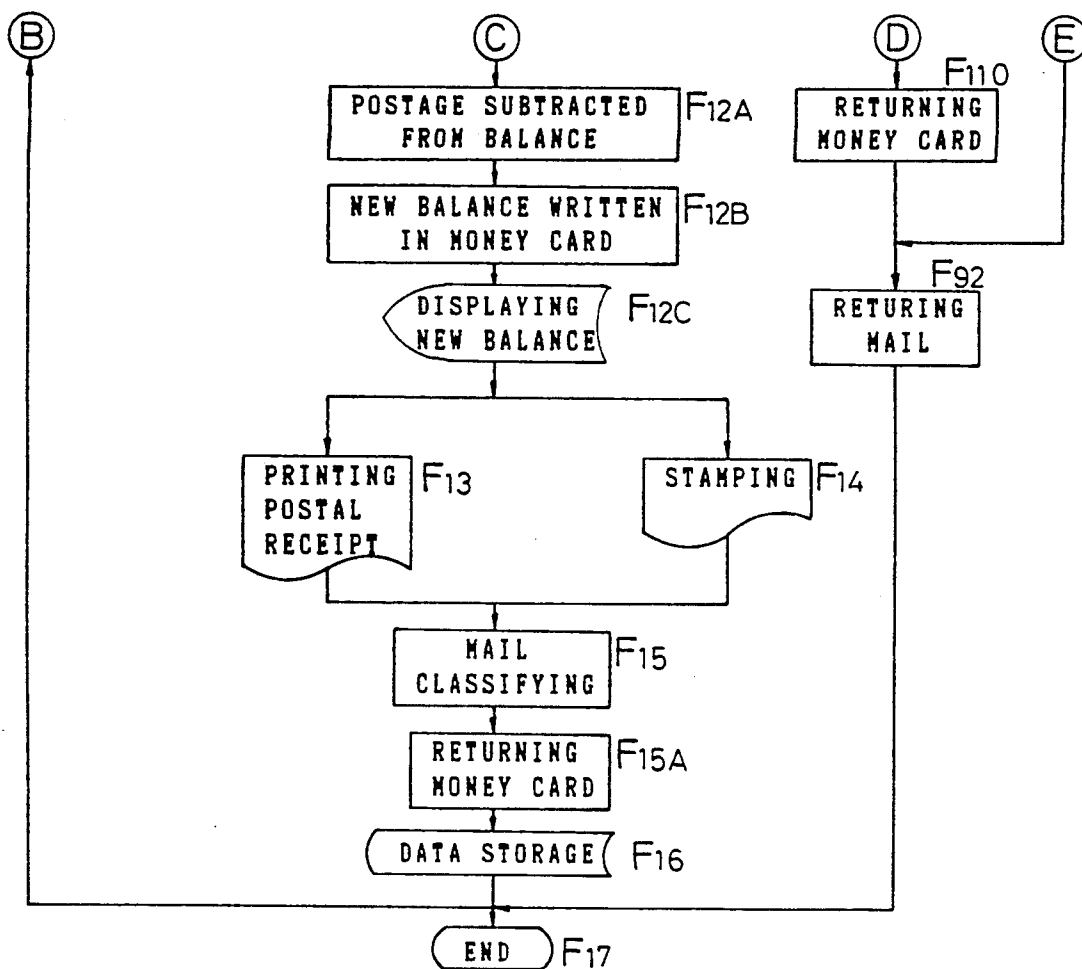 B
C
D
E
POSTAGE SUBTRACTED
FROM BALANCE
F12A
RETURNING
MONEY CARD
F110
NEW BALANCE WRITTEN
IN MONEY CARD
F12B
DISPLAYING
NEW BALANCE
F12C
RETURING
MAIL
F92
PRINTING
POSTAL
RECEIPT
F13
STAMPING
F14
MAIL
CLASSIFYING
F15
RETURNING
MONEY CARD
F15A
DATA STORAGE
F16
END
F17